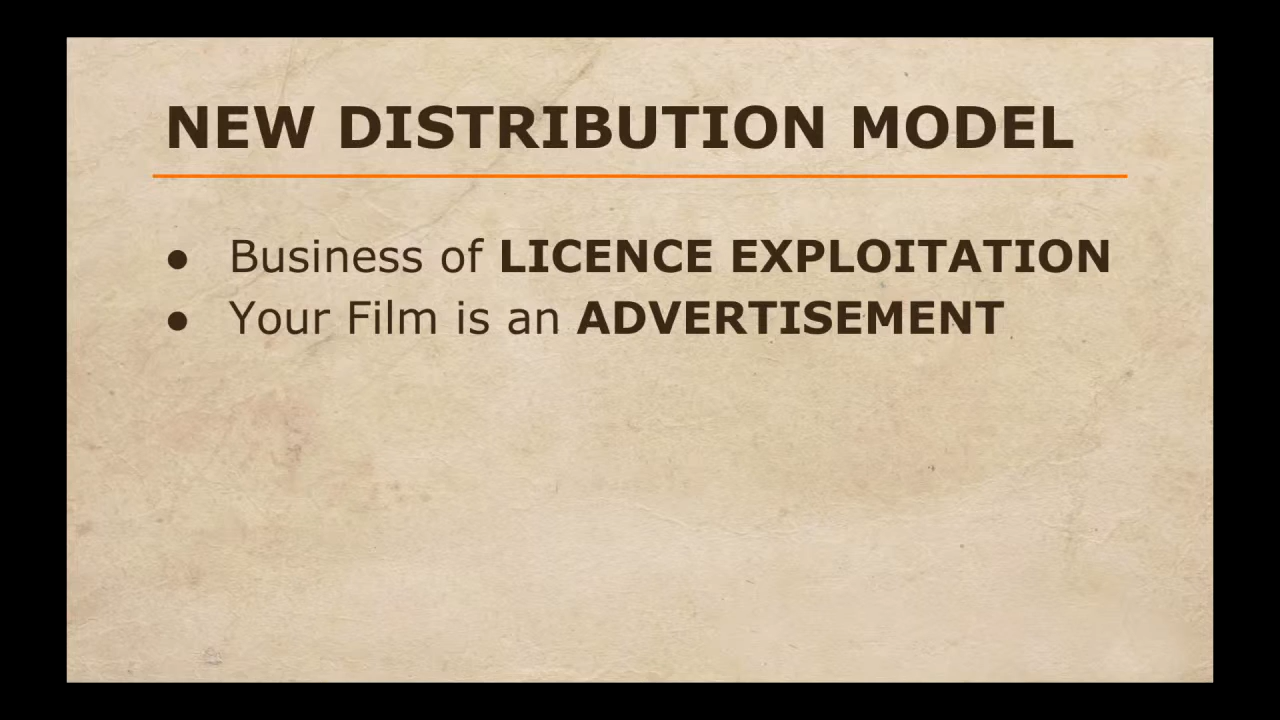 NEW DISTRIBUTION MODEL
● Business of LICENCE EXPLOITATION
● Your Film is an ADVERTISEMENT